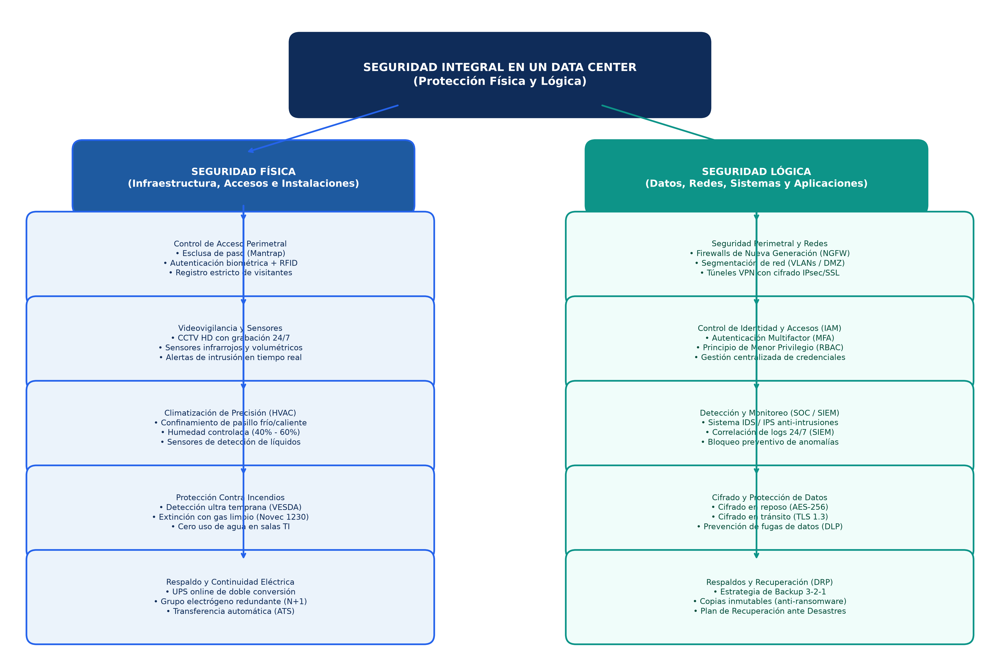 SEGURIDAD INTEGRAL EN UN DATA CENTER
(Protección Física y Lógica)
SEGURIDAD FÍSICA
(Infraestructura, Accesos e Instalaciones)
Control de Acceso Perimetral
• Esclusa de paso (Mantrap)
• Autenticación biométrica + RFID
• Registro estricto de visitantes
Videovigilancia y Sensores
• CCTV HD con grabación 24/7
• Sensores infrarrojos y volumétricos
• Alertas de intrusión en tiempo real
Climatización de Precisión (HVAC)
• Confinamiento de pasillo frío/caliente
• Humedad controlada (40% - 60%)
• Sensores de detección de líquidos
Protección Contra Incendios
• Detección ultra temprana (VESDA)
• Extinción con gas limpio (Novec 1230)
• Cero uso de agua en salas TI
Respaldo y Continuidad Eléctrica
• UPS online de doble conversión
• Grupo electrógeno redundante (N+1)
• Transferencia automática (ATS)
SEGURIDAD LÓGICA
(Datos, Redes, Sistemas y Aplicaciones)
Seguridad Perimetral y Redes
• Firewalls de Nueva Generación (NGFW)
• Segmentación de red (VLANs / DMZ)
• Túneles VPN con cifrado IPsec/SSL
Control de Identidad y Accesos (IAM)
• Autenticación Multifactor (MFA)
• Principio de Menor Privilegio (RBAC)
• Gestión centralizada de credenciales
Detección y Monitoreo (SOC / SIEM)
• Sistema IDS / IPS anti-intrusiones
• Correlación de logs 24/7 (SIEM)
• Bloqueo preventivo de anomalías
Cifrado y Protección de Datos
• Cifrado en reposo (AES-256)
• Cifrado en tránsito (TLS 1.3)
• Prevención de fugas de datos (DLP)
Respaldos y Recuperación (DRP)
• Estrategia de Backup 3-2-1
• Copias inmutables (anti-ransomware)
• Plan de Recuperación ante Desastres